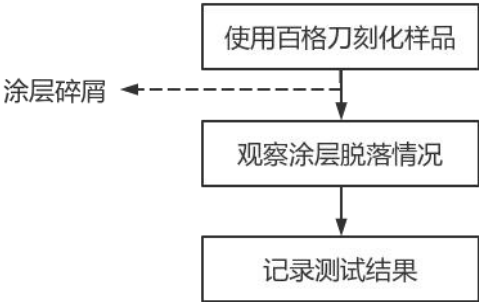 使用百格刀刻化样品
涂层碎屑
观察涂层脱落情况
记录测试结果